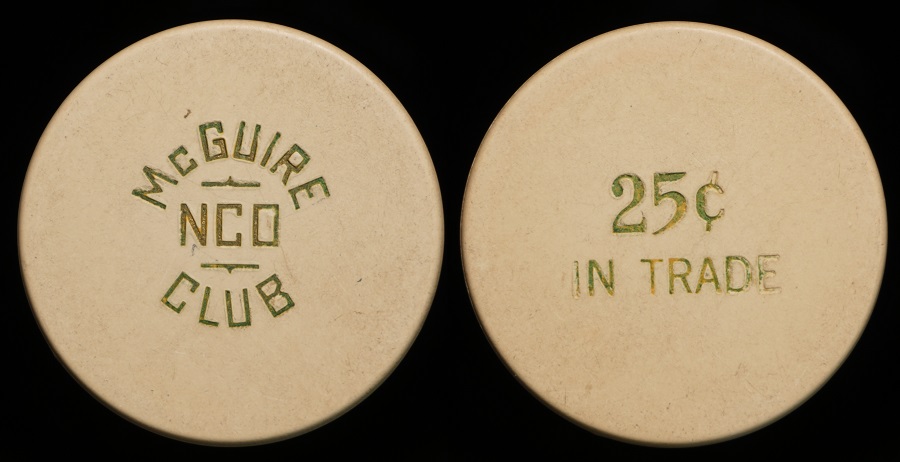 McGUIRE
NCO
CLUB
25¢
IN TRADE